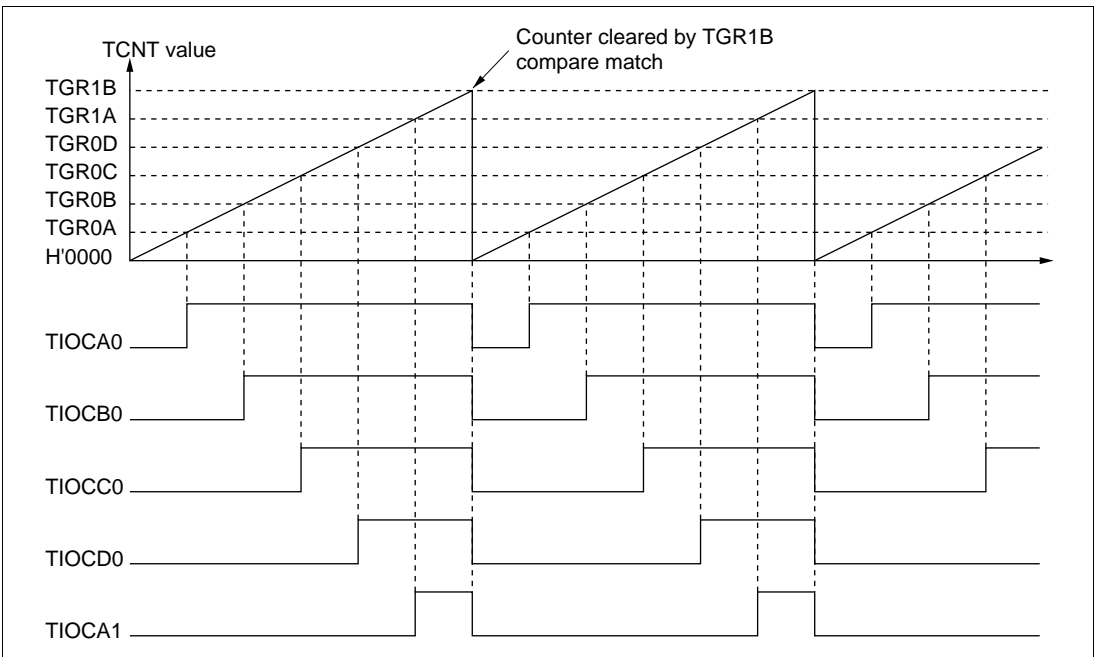 Counter cleared by TGR1B
compare match
TCNT value
TGR1B
TGR1A
TGR0D
TGR0C
TGR0B
TGR0A
H'0000
TIOCA0
TIOCB0
TIOCC0
TIOCD0
TIOCA1